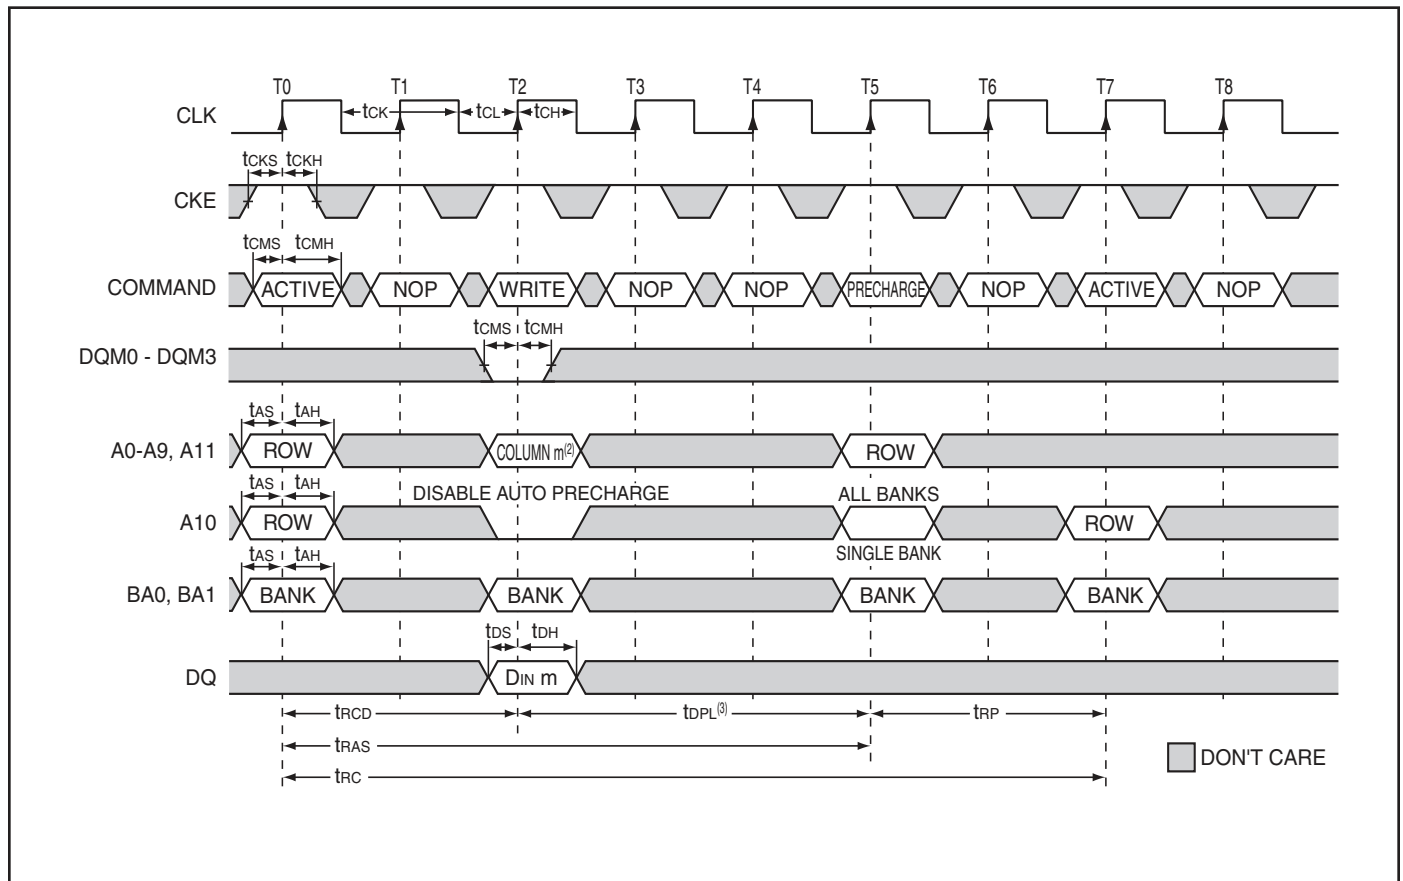 T0 T1 T2 T3 T4 T5 T6 T7 T8
CLK tCK tCL tCH
tCKS tCKH
CKE
tCMS tCMH
COMMAND ACTIVE NOP WRITE NOP NOP PRECHARGE NOP ACTIVE NOP
tCMS tCMH
DQM0 - DQM3
tAS tAH
A0-A9, A11 ROW COLUMN m(2) ROW
tAS tAH DISABLE AUTO PRECHARGE ALL BANKS
A10 ROW ROW
tAS tAH SINGLE BANK
BA0, BA1 BANK BANK BANK BANK
tDS tDH
DQ DIN m
tRCD tDPL(3) tRP
tRAS
DON'T CARE
tRC